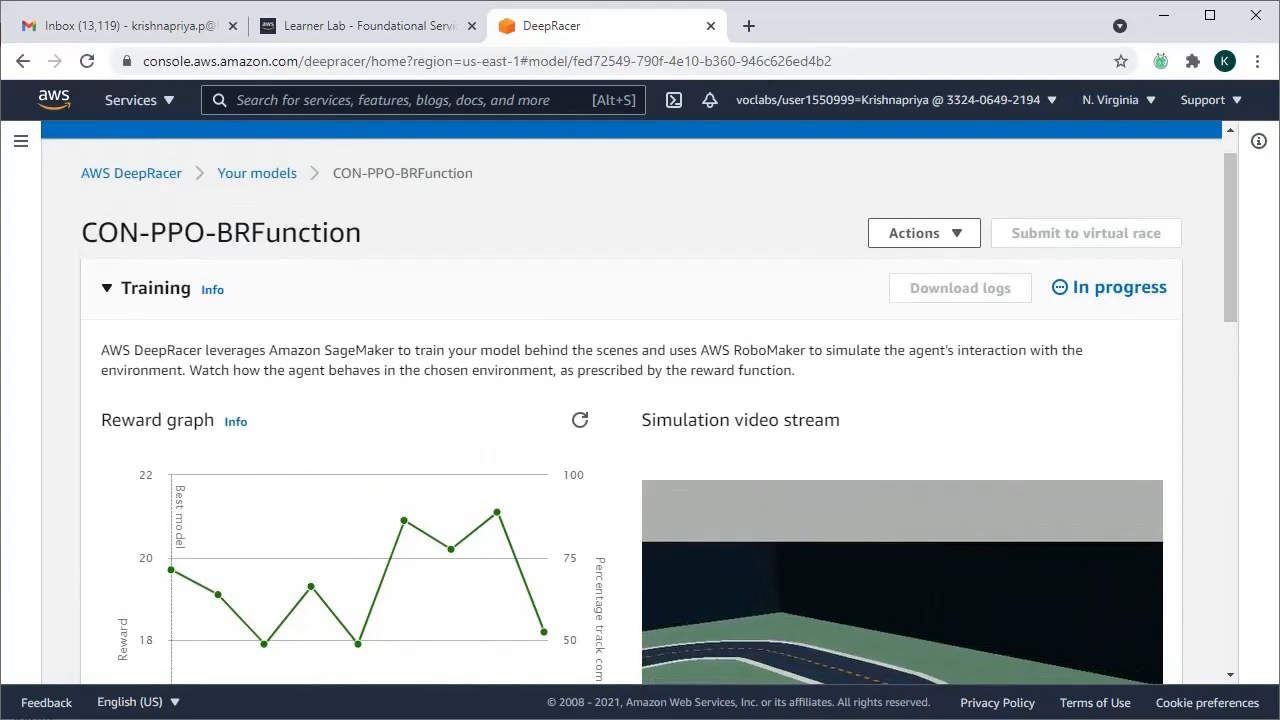 Inbox (13,119) - krishnapriya.p@
Learner Lab - Foundational Servi
DeepRacer
console.aws.amazon.com/deepracer/home?region=us-east-1#model/fed72549-790f-4e10-b360-946c626ed4b2
K
aws
Services
Search for services, features, blogs, docs, and more
[Alt+S]
voclabs/user1550999=Krishnapriya @ 3324-0649-2194
N. Virginia
Support
AWS DeepRacer
Your models
CON-PPO-BRFunction
CON-PPO-BRFunction
Actions
Submit to virtual race
Training
Info
Download logs
In progress
AWS DeepRacer leverages Amazon SageMaker to train your model behind the scenes and uses AWS RoboMaker to simulate the agent's interaction with the
environment. Watch how the agent behaves in the chosen environment, as prescribed by the reward function.
Reward graph
Info
Simulation video stream
22
100
Best model
20
75
Percentage track com
Reward
18
50
Feedback
English (US)
© 2008 - 2021, Amazon Web Services, Inc. or its affiliates. All rights reserved.
Privacy Policy
Terms of Use
Cookie preferences